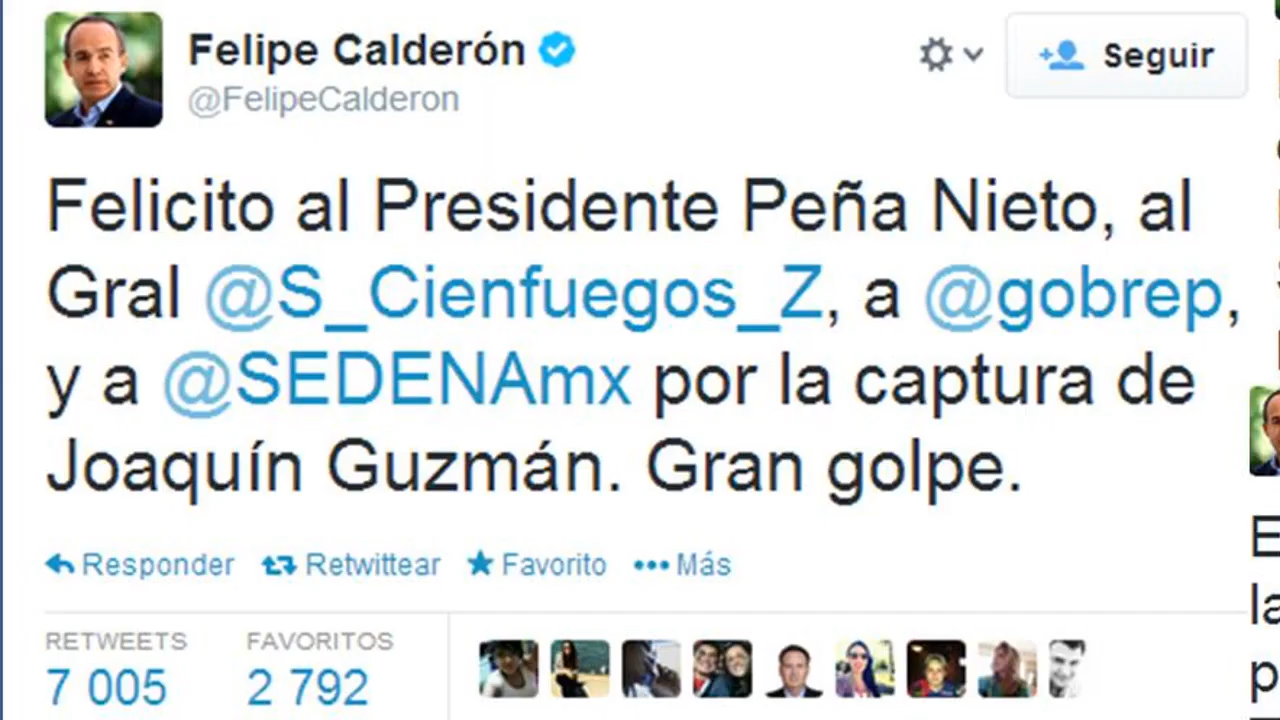 Felipe Calderón
@FelipeCalderon
Seguir
Felicito al Presidente Peña Nieto, al
Gral @S_Cienfuegos_Z, a @gobrep,
y a @SEDENAmx por la captura de
Joaquín Guzmán. Gran golpe.
Responder Retwittear Favorito Más
RETWEETS FAVORITOS
7 005 2 792
E
la
p